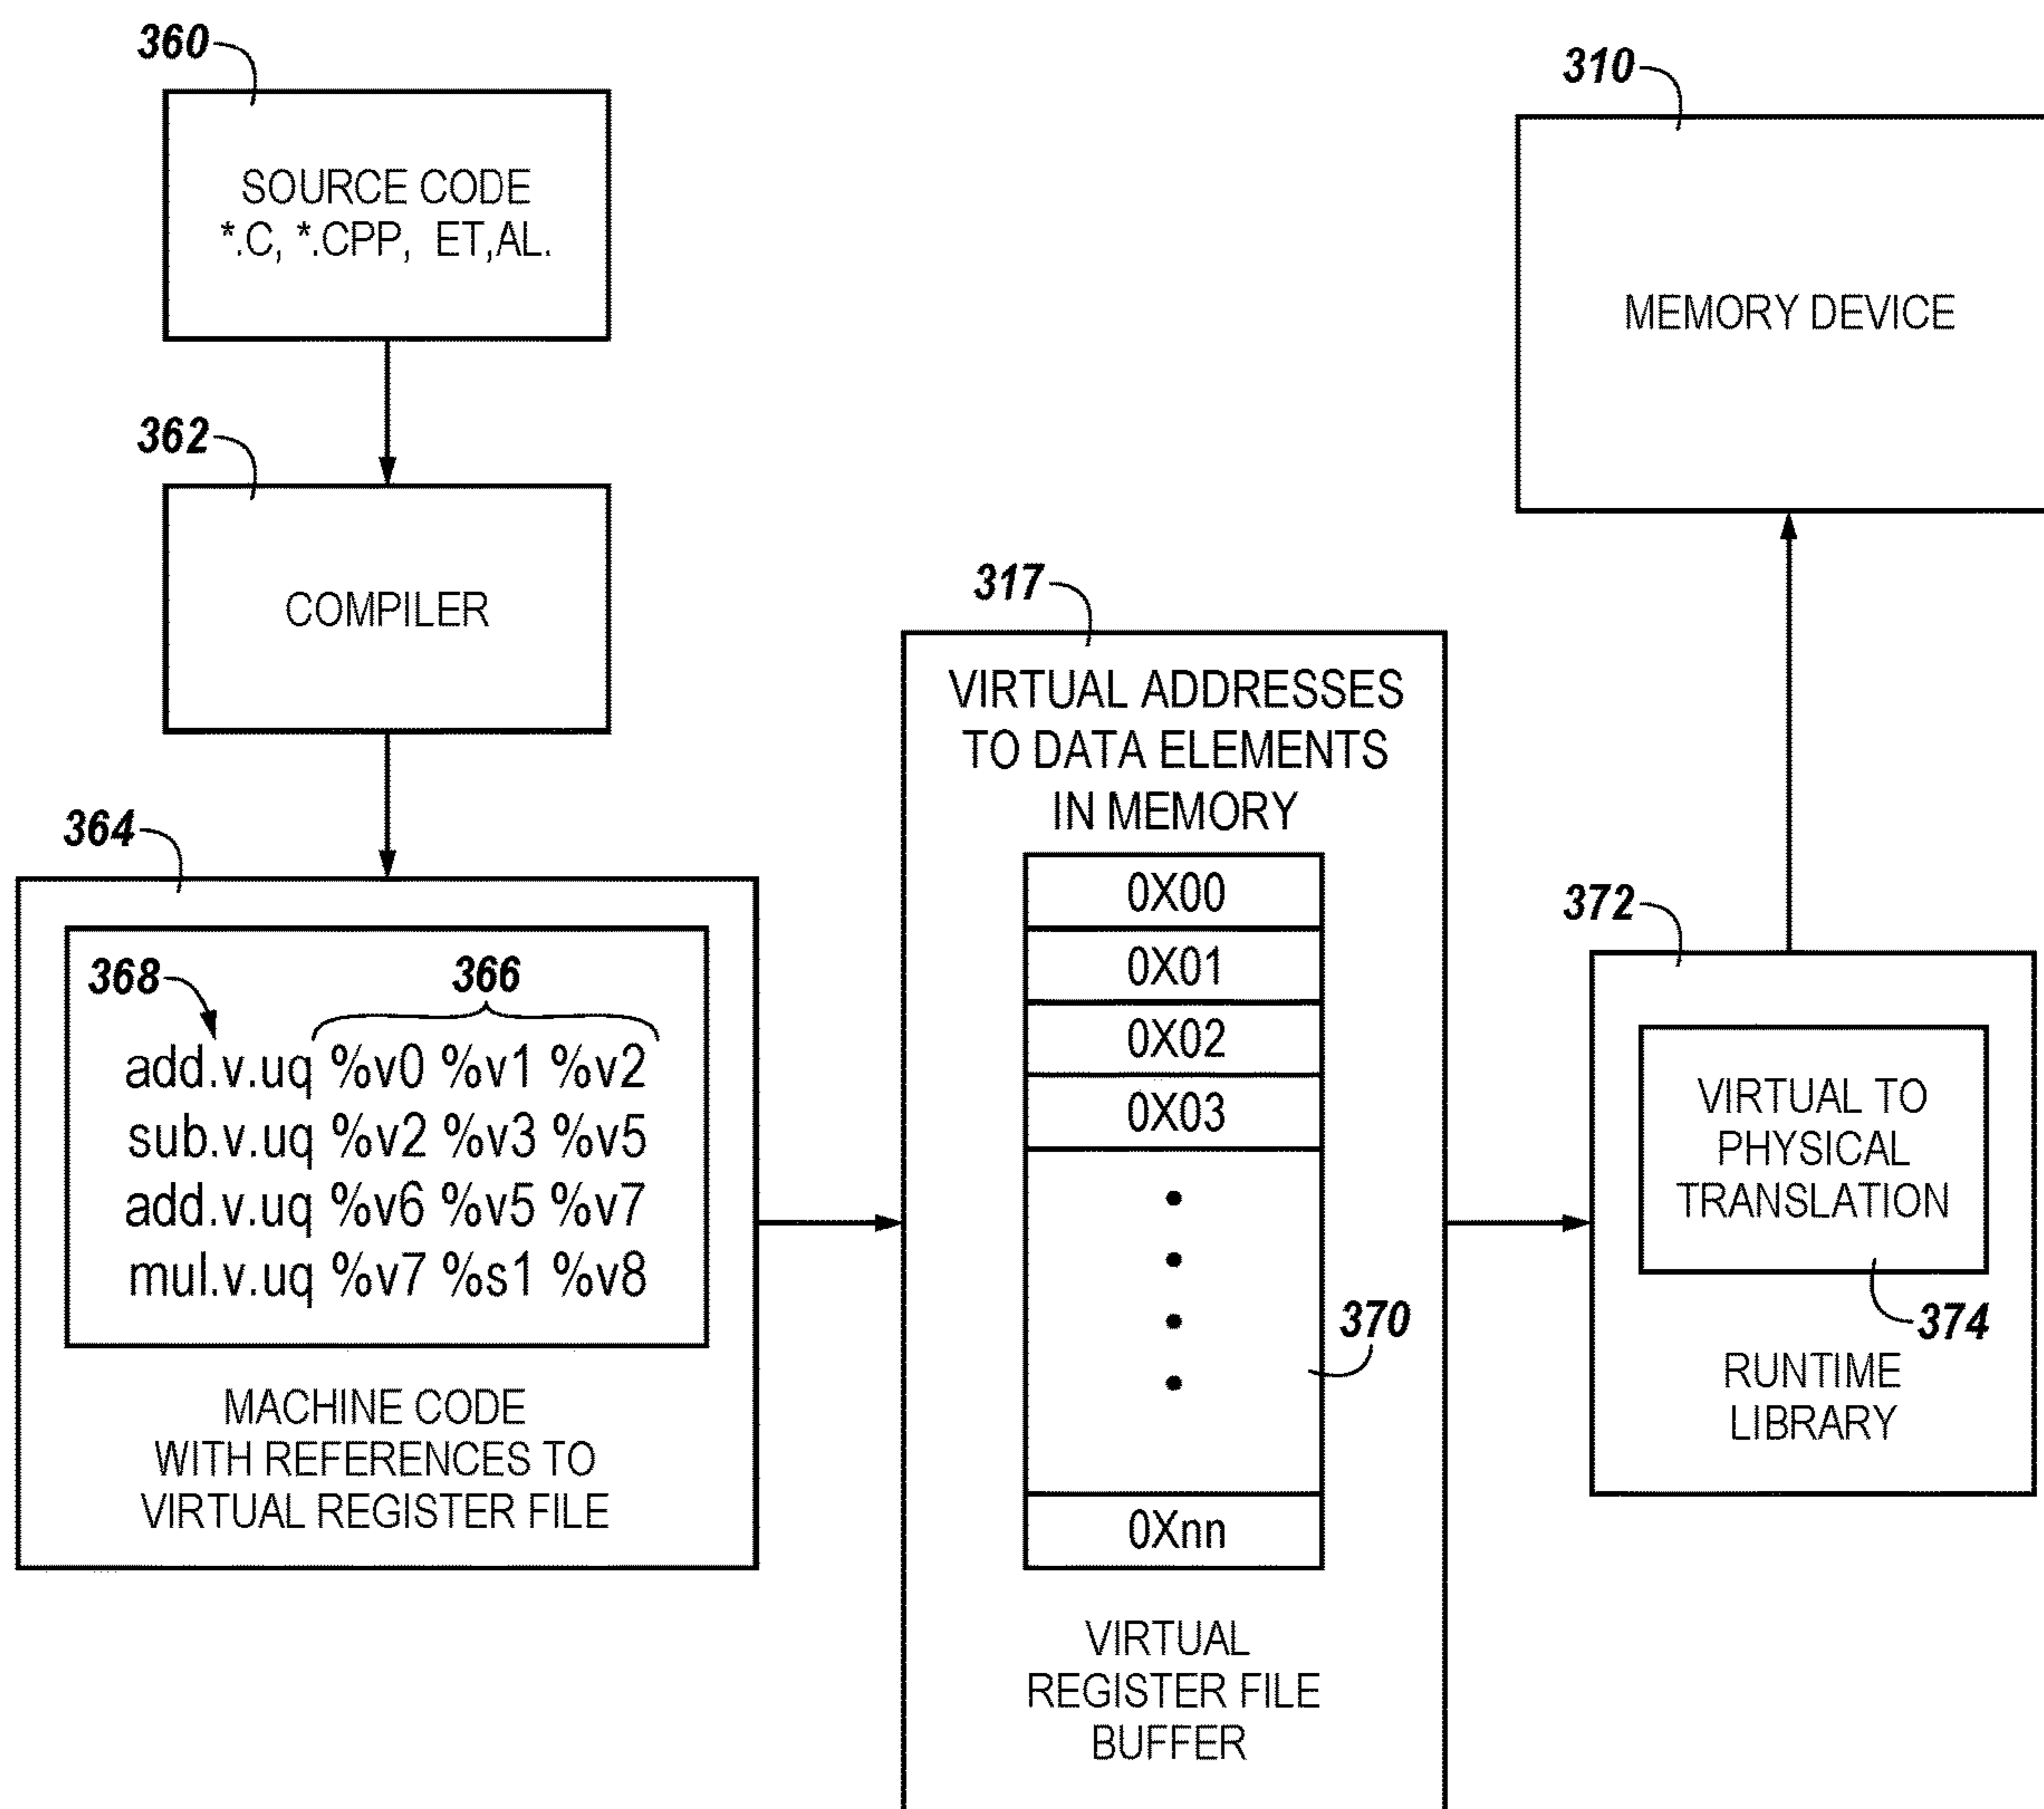 360
SOURCE CODE
*.C, *.CPP, ET,AL.
362
COMPILER
364
368
366
add.v.uq %v0 %v1 %v2
sub.v.uq %v2 %v3 %v5
add.v.uq %v6 %v5 %v7
mul.v.uq %v7 %s1 %v8
MACHINE CODE
WITH REFERENCES TO
VIRTUAL REGISTER FILE
317
VIRTUAL ADDRESSES
TO DATA ELEMENTS
IN MEMORY
0X00
0X01
0X02
0X03
0Xnn
370
VIRTUAL
REGISTER FILE
BUFFER
310
MEMORY DEVICE
372
VIRTUAL TO
PHYSICAL
TRANSLATION
374
RUNTIME
LIBRARY